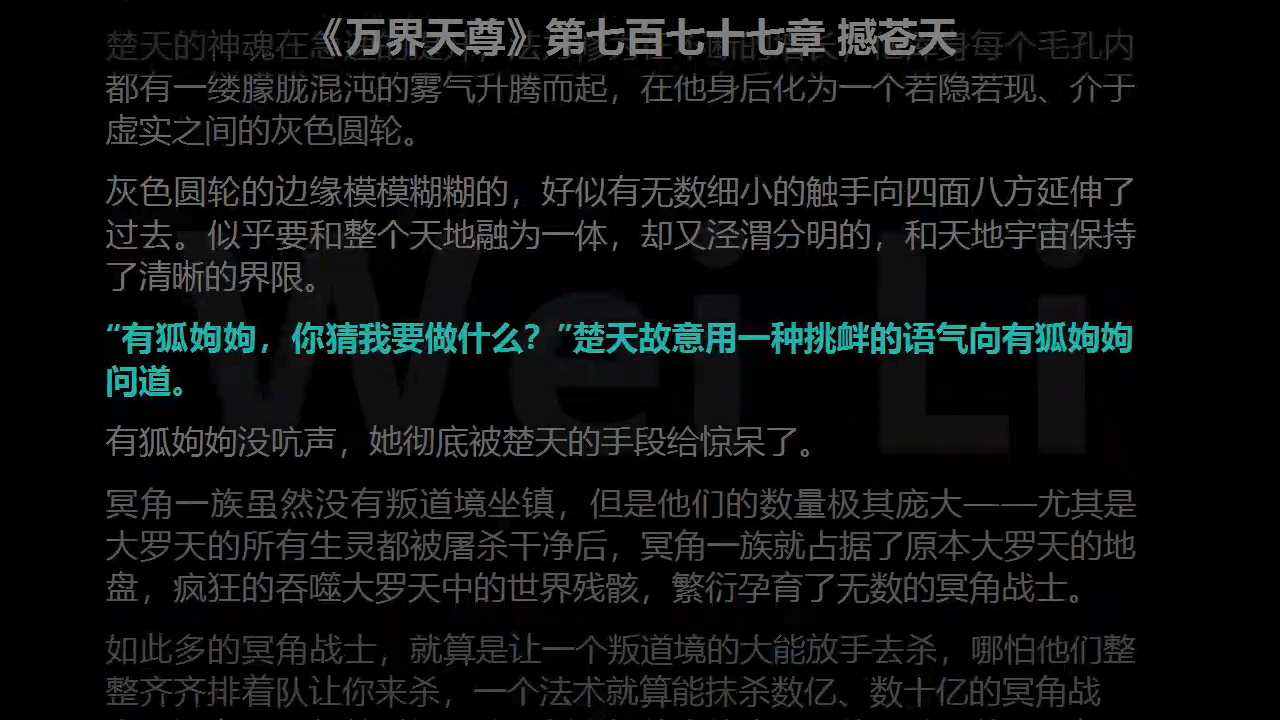 《万界天尊》第七百七十七章 撼苍天
楚天的神魂在急
每个毛孔内
都有一缕朦胧混沌的雾气升腾而起，在他身后化为一个若隐若现、介于
虚实之间的灰色圆轮。
灰色圆轮的边缘模模糊糊的，好似有无数细小的触手向四面八方延伸了
过去。似乎要和整个天地融为一体，却又泾渭分明的，和天地宇宙保持
了清晰的界限。
“有狐姁姁，你猜我要做什么？”楚天故意用一种挑衅的语气向有狐姁姁
问道。
有狐姁姁没吭声，她彻底被楚天的手段给惊呆了。
冥角一族虽然没有叛道境坐镇，但是他们的数量极其庞大——尤其是
大罗天的所有生灵都被屠杀干净后，冥角一族就占据了原本大罗天的地
盘，疯狂的吞噬大罗天中的世界残骸，繁衍孕育了无数的冥角战士。
如此多的冥角战士，就算是让一个叛道境的大能放手去杀，哪怕他们整
整齐齐排着队让你来杀，一个法术就算能抹杀数亿、数十亿的冥角战
Wei Li